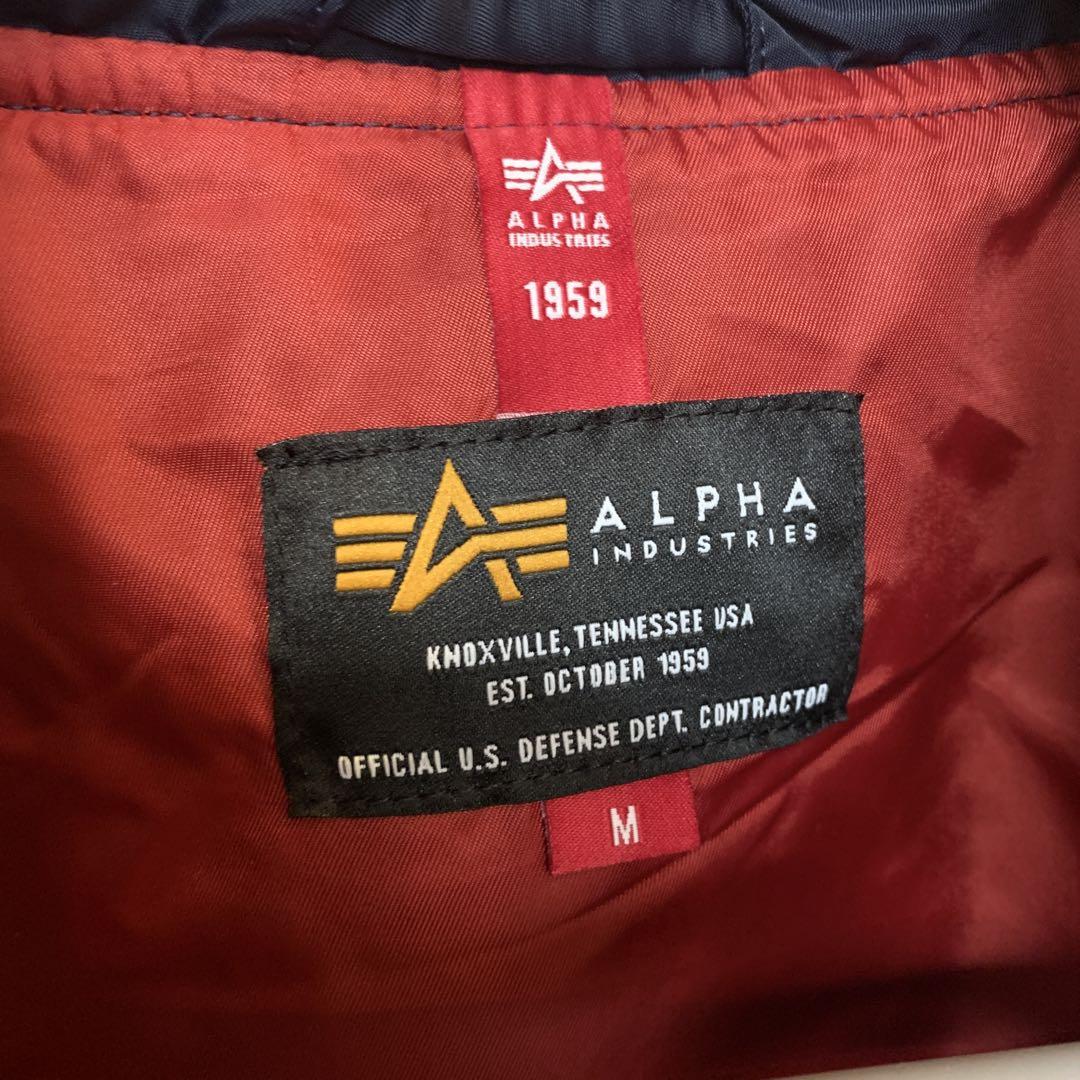 ALPHA
INDUSTRIES
1959
ALPHA
INDUSTRIES
KNOXVILLE, TENNESSEE USA
EST. OCTOBER 1959
OFFICIAL U.S. DEFENSE DEPT. CONTRACTOR
M